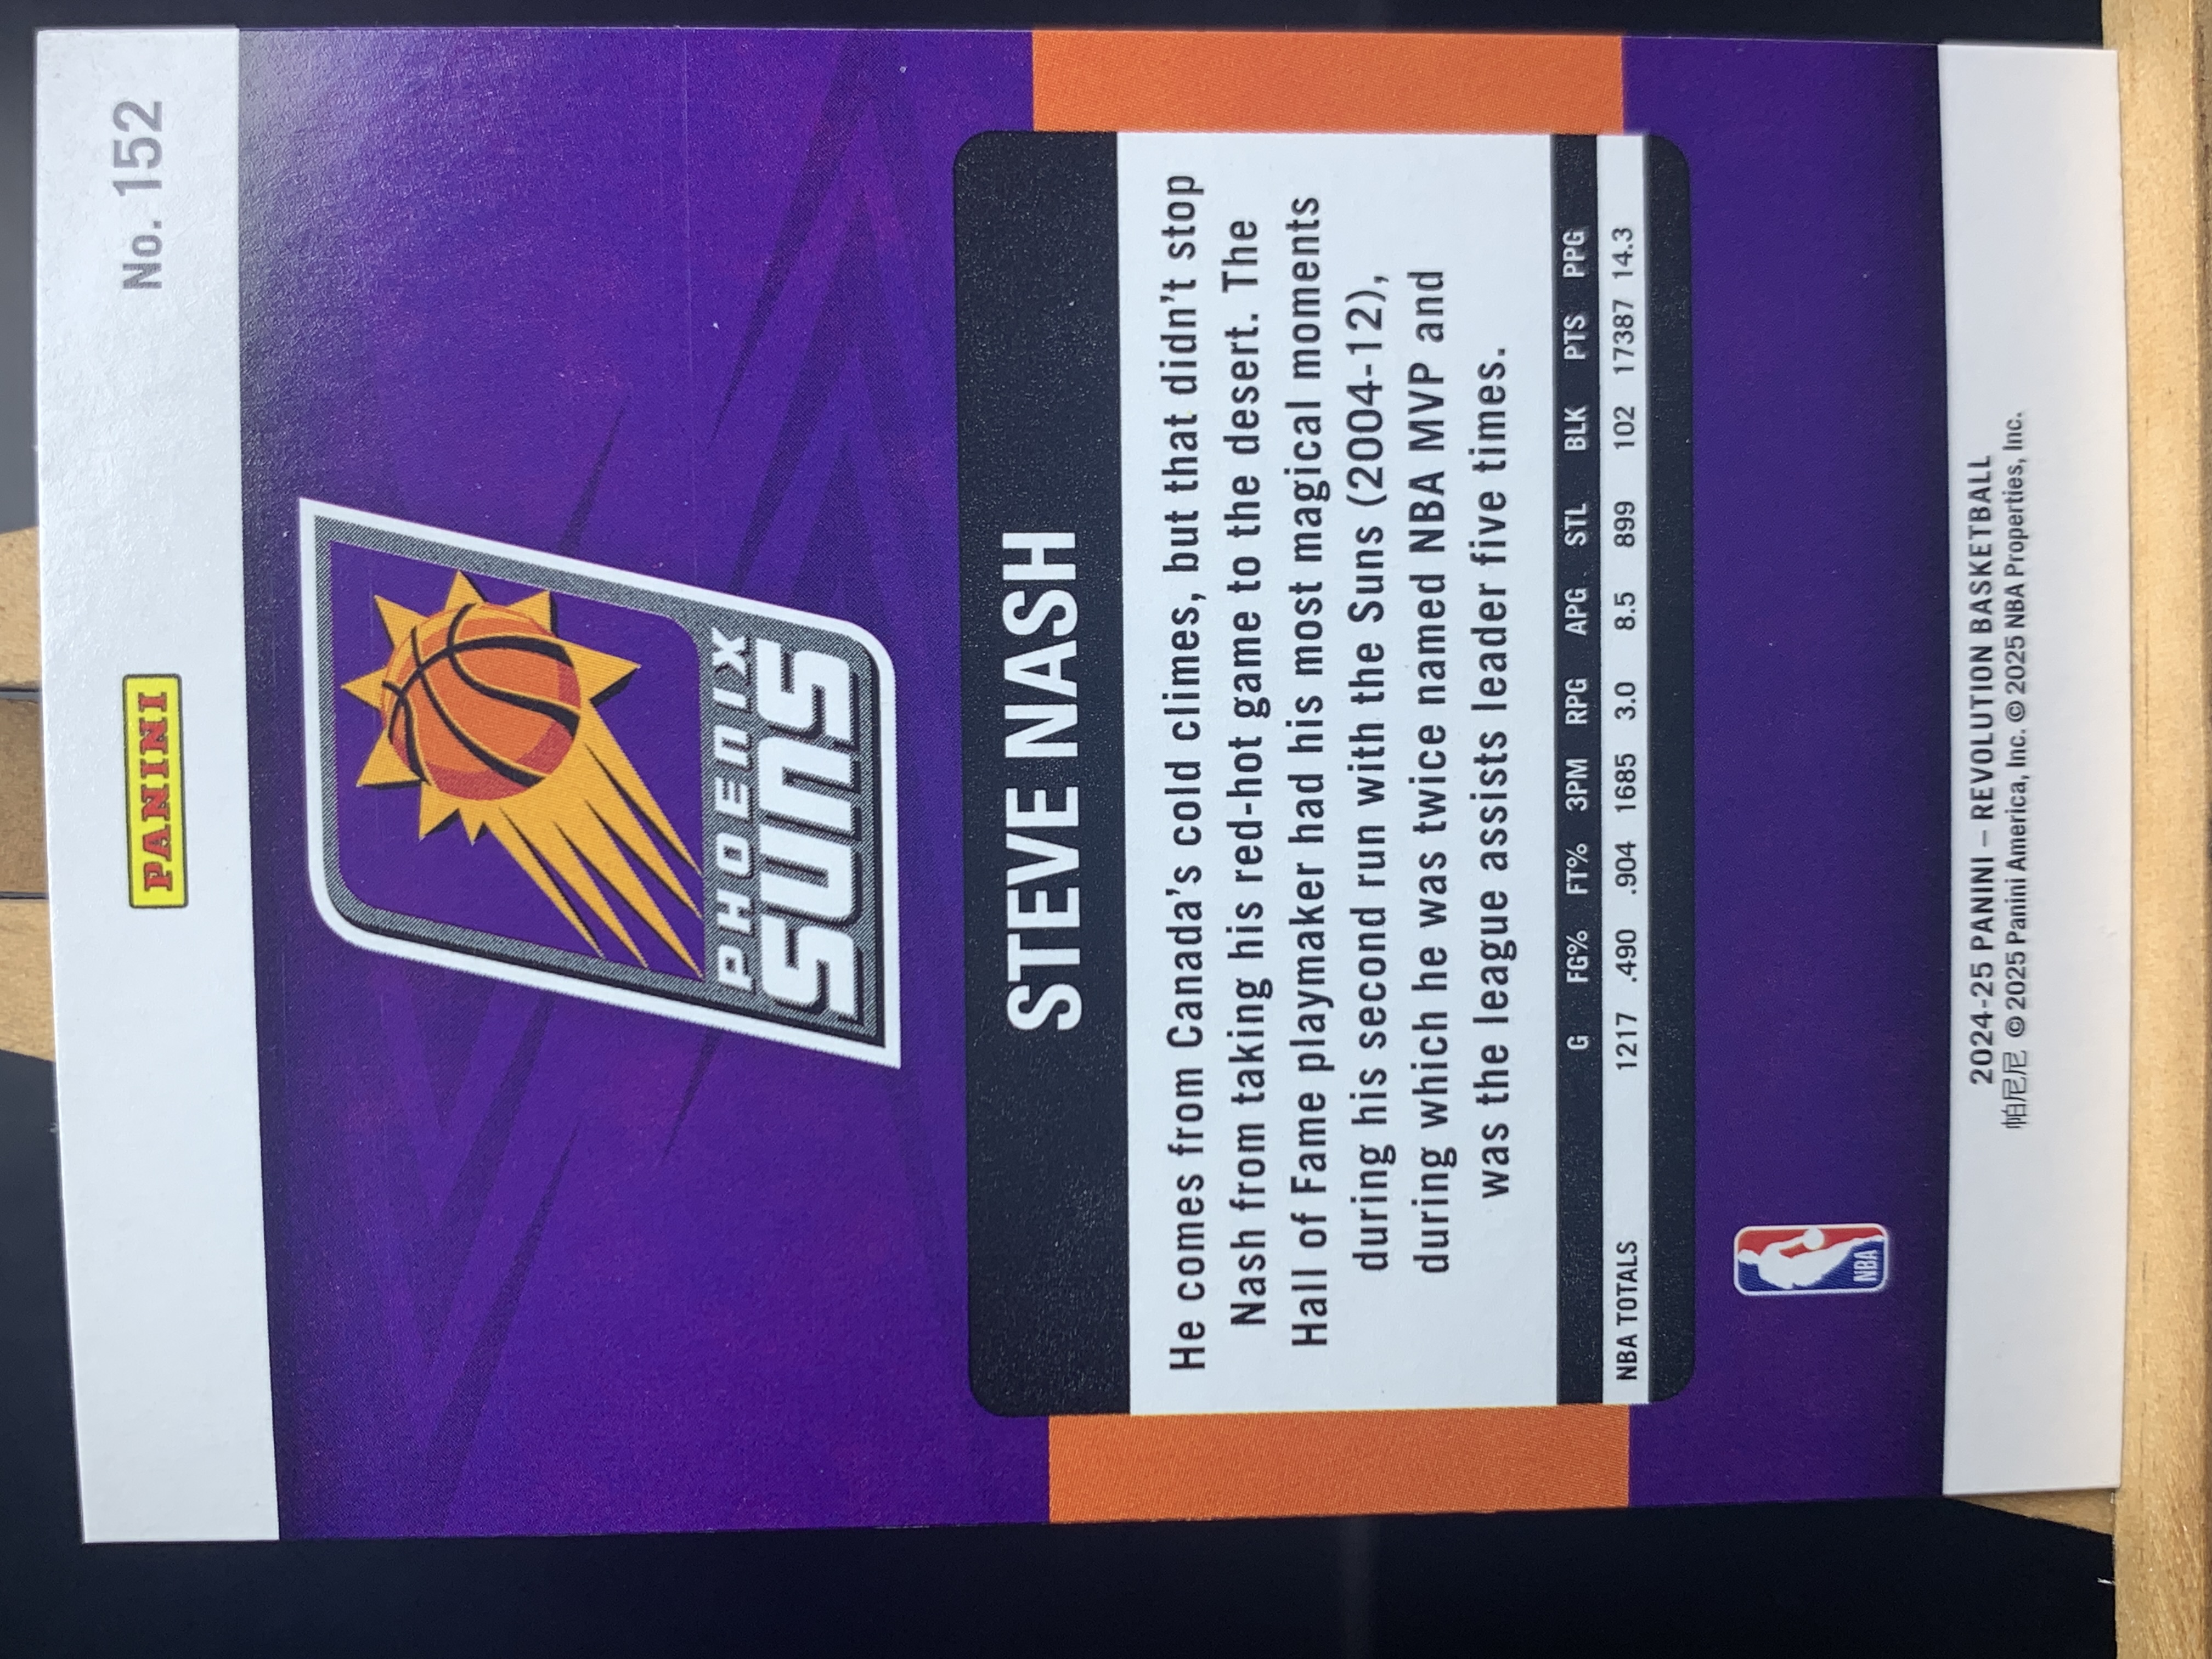 No. 152
PANINI
PHOENIX
SUNS
STEVE NASH
He comes from Canada's cold climes, but that didn't stop
Nash from taking his red-hot game to the desert. The
Hall of Fame playmaker had his most magical moments
during his second run with the Suns (2004-12),
during which he was twice named NBA MVP and
was the league assists leader five times.
G FG% FT% 3PM RPG APG STL BLK PTS PPG
NBA TOTALS 1217 .490 .904 1685 3.0 8.5 899 102 17387 14.3
NBA
2024-25 PANINI – REVOLUTION BASKETBALL
帕尼尼 © 2025 Panini America, Inc. © 2025 NBA Properties, Inc.